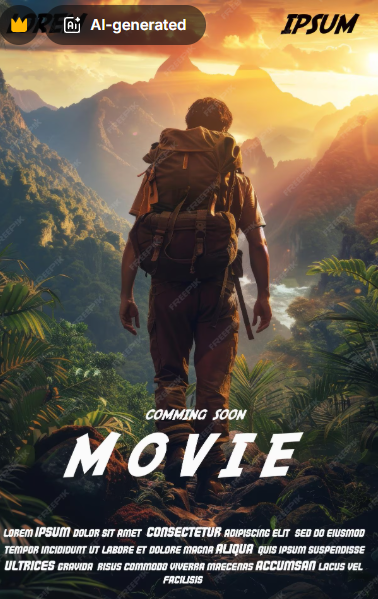 LOREM IPSUM
AI-generated
COMMING SOON
MOVIE
LOREM IPSUM DOLOR SIT AMET CONSECTETUR ADIPISCING ELIT SED DO EIUSMOD
TEMPOR INCIDIDUNT UT LABORE ET DOLORE MAGNA ALIQUA QUIS IPSUM SUSPENDISSE
ULTRICES GRAVIDA RISUS COMMODO VIVERRA MAECENAS ACCUMSAN LACUS VEL
FACILISIS